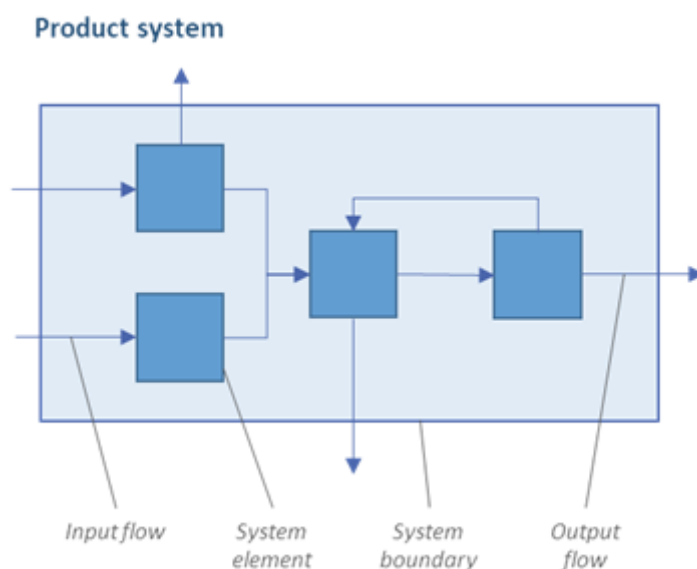 Product system
Input flow
System
element
System
boundary
Output
flow